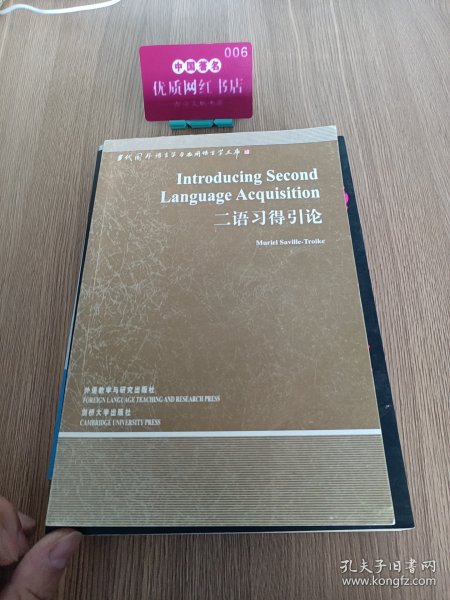 006
中国著名
优质网红书店
当代国外语言学与应用语言学文库
Introducing Second
Language Acquisition
二语习得引论
Muriel Saville-Troike
外语教学与研究出版社
FOREIGN LANGUAGE TEACHING AND RESEARCH PRESS
剑桥大学出版社
CAMBRIDGE UNIVERSITY PRESS
孔夫子旧书网
www.kongfz.com